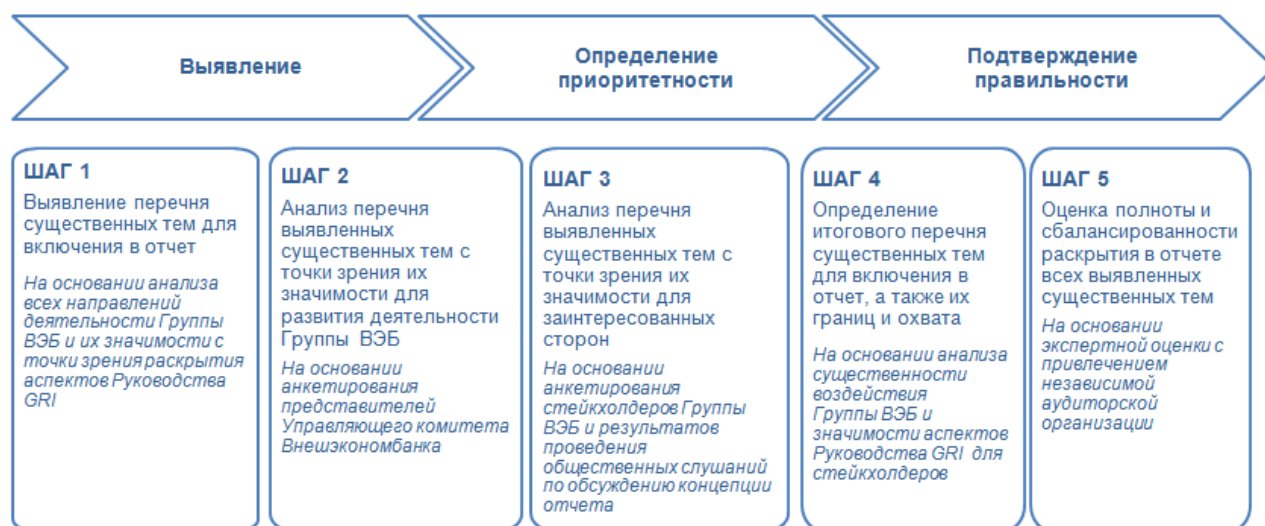 Выявление
Определение
приоритетности
Подтверждение
правильности
ШАГ 1
Выявление перечня
существенных тем для
включения в отчет
На основании анализа
всех направлений
деятельности Группы
ВЭБ и их значимости с
точки зрения раскрытия
аспектов Руководства
GRI
ШАГ 2
Анализ перечня
выявленных
существенных тем с
точки зрения их
значимости для
развития деятельности
Группы ВЭБ
На основании
анкетирования
представителей
Управляющего комитета
Внешэкономбанка
ШАГ 3
Анализ перечня
выявленных
существенных тем с
точки зрения их
значимости для
заинтересованных
сторон
На основании
анкетирования
стейкхолдеров Группы
ВЭБ и результатов
проведения
общественных слушаний
по обсуждению концепции
отчета
ШАГ 4
Определение
итогового перечня
существенных тем
для включения в
отчет, а также их
границ и охвата
На основании анализа
существенности
воздействия
Группы ВЭБ и
значимости аспектов
Руководства GRI для
стейкхолдеров
ШАГ 5
Оценка полноты и
сбалансированности
раскрытия в отчете
всех выявленных
существенных тем
На основании
экспертной оценки с
привлечением
независимой
аудиторской
организации